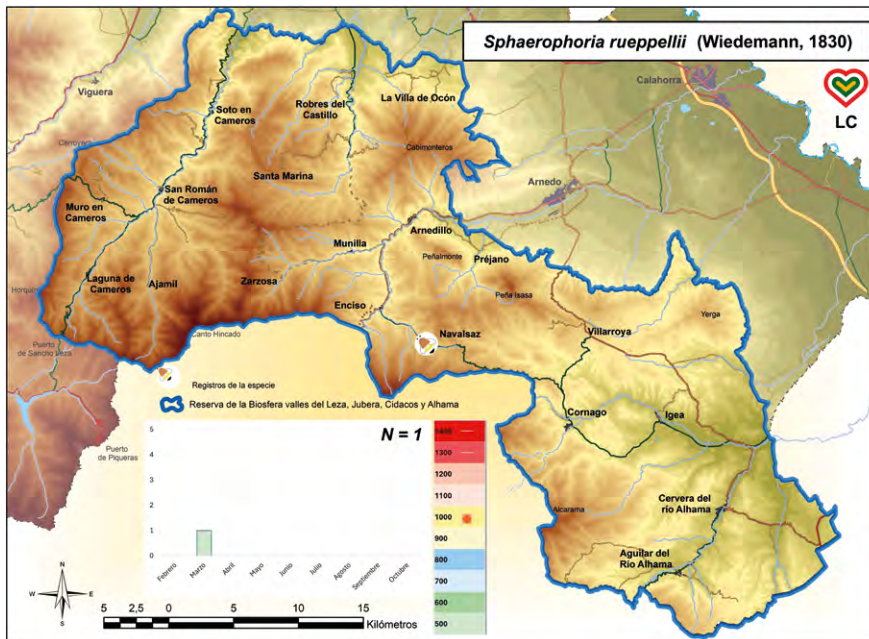 Sphaerophoria rueppellii (Wiedemann, 1830)
LC
Calahorra
Viguera
Soto en
Cameros
Robres del
Castillo
La Villa de Ocón
Cabimonteros
Santa Marina
San Román
de Cameros
Muro en
Cameros
Arnedo
Arnedillo
Munilla
Peñalmonte
Préjano
Laguna de
Cameros
Ajamil
Zarzosa
Peña Isasa
Enciso
Yerga
Navalsaz
Villarroya
Canto Hincado
Puerto
de Sancho Leza
Registros de la especie
Reserva de la Biosfera valles del Leza, Jubera, Cidacos y Alhama
Cornago
Igea
Puerto
de Piqueras
N = 1
5
4
3
2
1
0
Febrero
Marzo
Abril
Mayo
Junio
Julio
Agosto
Septiembre
Octubre
1400
1300
1200
1100
1000
900
800
700
600
500
Alcarama
Cervera del
río Alhama
Aguilar del
Río Alhama
N
W
E
S
5
2,5
0
5
10
15
Kilómetros